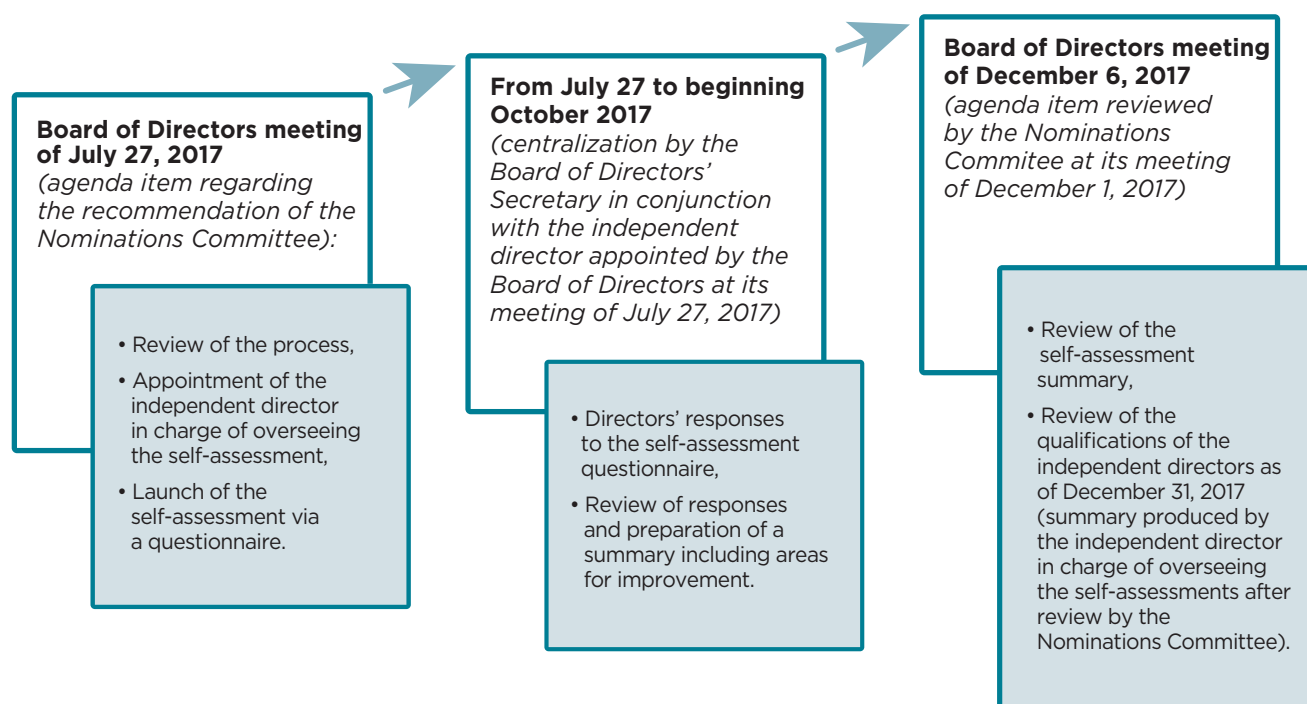 Board of Directors meeting
of July 27, 2017
(agenda item regarding
the recommendation of the
Nominations Committee):
• Review of the process,
• Appointment of the
independent director
in charge of overseeing
the self-assessment,
• Launch of the
self-assessment via
a questionnaire.
From July 27 to beginning
October 2017
(centralization by the
Board of Directors’
Secretary in conjunction
with the independent
director appointed by the
Board of Directors at its
meeting of July 27, 2017)
• Directors’ responses
to the self-assessment
questionnaire,
• Review of responses
and preparation of a
summary including areas
for improvement.
Board of Directors meeting
of December 6, 2017
(agenda item reviewed
by the Nominations
Commitee at its meeting
of December 1, 2017)
• Review of the
self-assessment
summary,
• Review of the
qualifications of the
independent directors as
of December 31, 2017
(summary produced by
the independent director
in charge of overseeing
the self-assessments after
review by the
Nominations Committee).